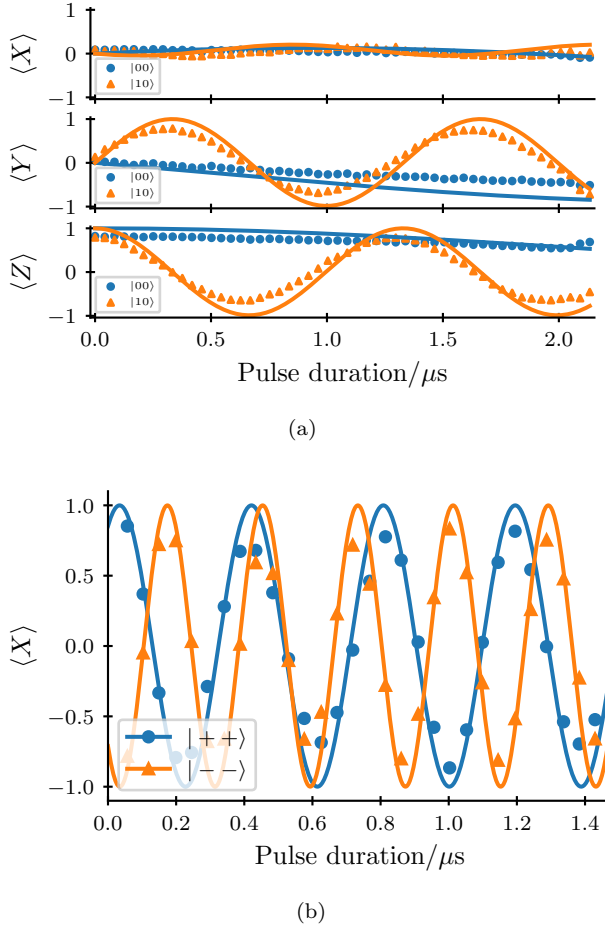 1
0
−1
⟨X⟩
|00⟩
|10⟩
1
0
−1
⟨Y⟩
|00⟩
|10⟩
1
0
−1
⟨Z⟩
|00⟩
|10⟩
0.0 0.5 1.0 1.5 2.0
Pulse duration/μs
(a)
1.0
0.5
0.0
−0.5
−1.0
⟨X⟩
|++⟩
|−−⟩
0.0 0.2 0.4 0.6 0.8 1.0 1.2 1.4
Pulse duration/μs
(b)